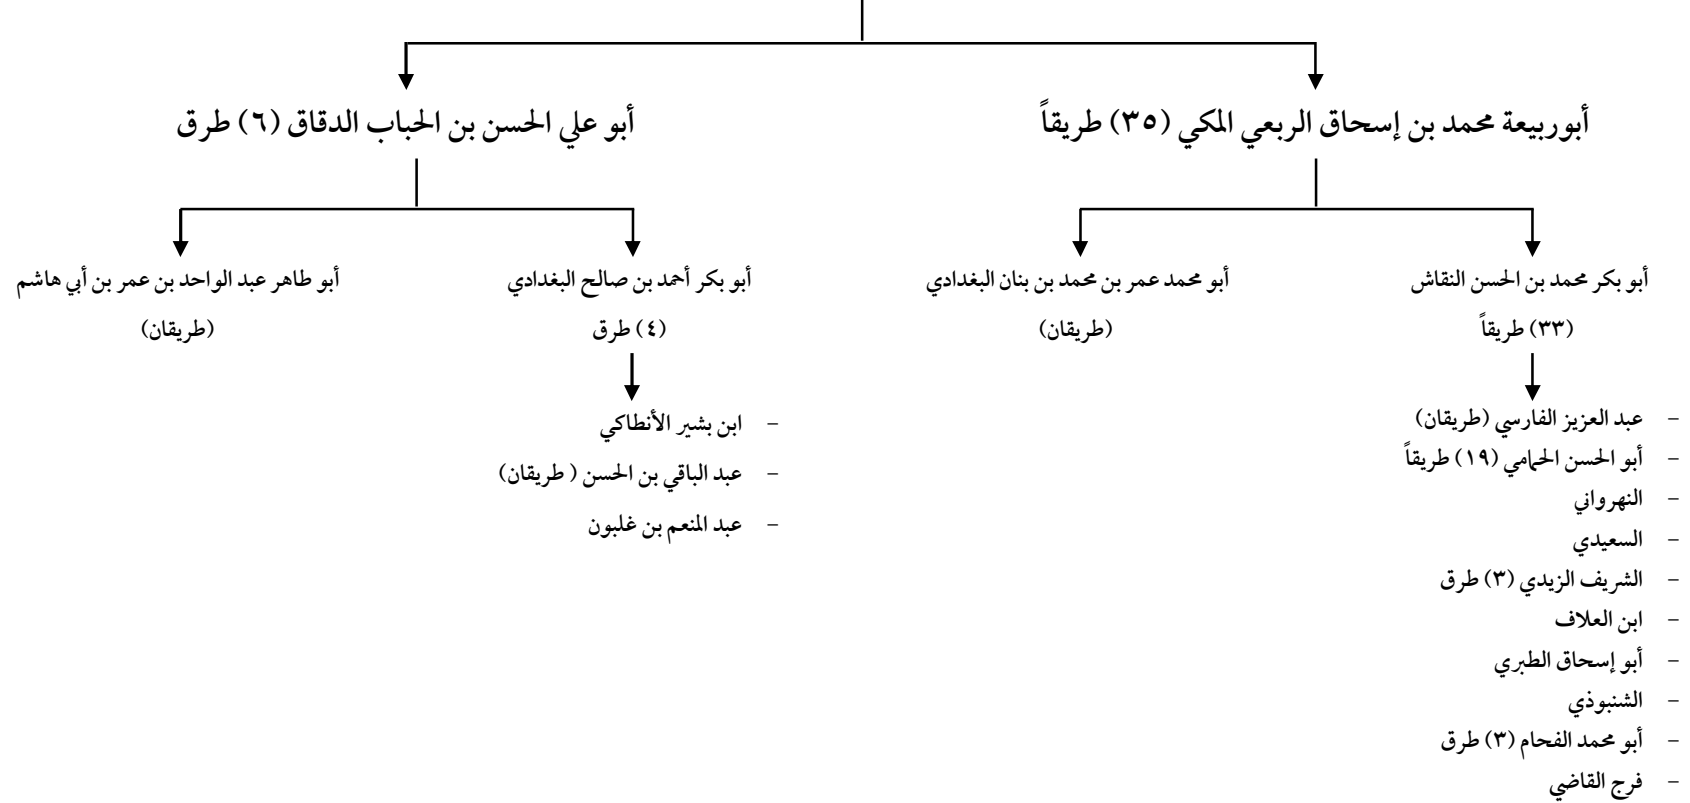 أبوربيعة محمد بن إسحاق الربعي المكي (٣٥) طريقاً
أبو علي الحسن بن الحباب الدقاق (٦) طرق
أبو بكر محمد بن الحسن النقاش
(٣٣) طريقاً
أبو محمد عمر بن محمد بن بنان البغدادي
(طريقان)
أبو بكر أحمد بن صالح البغدادي
(٤) طرق
أبو طاهر عبد الواحد بن عمر بن أبي هاشم
(طريقان)
- عبد العزيز الفارسي (طريقان)
- أبو الحسن الحمامي (١٩) طريقاً
- النهرواني
- السعيدي
- الشريف الزيدي (٣) طرق
- ابن العلاف
- أبو إسحاق الطبري
- الشنبوذي
- أبو محمد الفحام (٣) طرق
- فرج القاضي
- ابن بشير الأنطاكي
- عبد الباقي بن الحسن ( طريقان)
- عبد المنعم بن غلبون